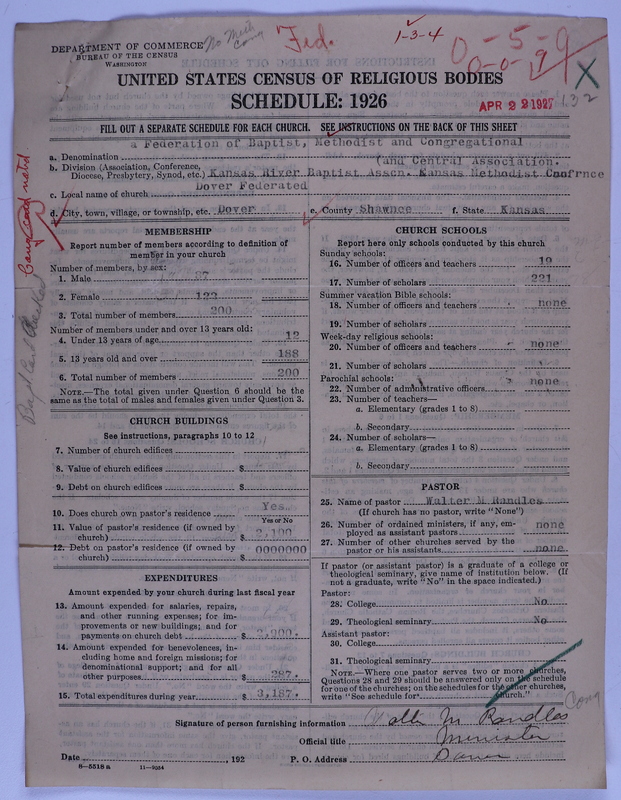 No Meth
Cong
Fed.
1-3-4
0-5-9
0-0-9
X
DEPARTMENT OF COMMERCE
BUREAU OF THE CENSUS
WASHINGTON
UNITED STATES CENSUS OF RELIGIOUS BODIES
SCHEDULE: 1926
APR 22 1927
132
FILL OUT A SEPARATE SCHEDULE FOR EACH CHURCH. SEE INSTRUCTIONS ON THE BACK OF THIS SHEET
a Federation of Baptist, Methodist and Congregational
a. Denomination
(and Central Association.
b. Division (Association, Conference,
Diocese, Presbytery, Synod, etc.) Kansas River Baptist Asscn. Kansas Methodist Conference
Dover Federated
c. Local name of church
d. City, town, village, or township, etc. Dover e. County Shawnee f. State Kansas
MEMBERSHIP
Report number of members according to definition of
member in your church
Number of members, by sex:
1. Male
2. Female
3. Total number of members 200
Number of members under and over 13 years old:
4. Under 13 years of age 12
5. 13 years old and over 188
6. Total number of members 200
NOTE.—The total given under Question 6 should be the
same as the total of males and females given under Question 3.
CHURCH BUILDINGS
See instructions, paragraphs 10 to 12
7. Number of church edifices
8. Value of church edifices $
9. Debt on church edifices $
10. Does church own pastor's residence Yes.
Yes or No
11. Value of pastor's residence (if owned by
church) $
12. Debt on pastor's residence (if owned by
church) $ 0000000
EXPENDITURES
Amount expended by your church during last fiscal year
13. Amount expended for salaries, repairs,
and other running expenses; for im-
provements or new buildings; and for
payments on church debt $
14. Amount expended for benevolences, in-
cluding home and foreign missions; for
denominational support; and for all
other purposes $ 287.
15. Total expenditures during year $ 3,187.
CHURCH SCHOOLS
Report here only schools conducted by this church
Sunday schools:
16. Number of officers and teachers 19
17. Number of scholars 221
Summer vacation Bible schools:
18. Number of officers and teachers none
19. Number of scholars
Week-day religious schools:
20. Number of officers and teachers none
21. Number of scholars
Parochial schools:
22. Number of administrative officers none
23. Number of teachers—
a. Elementary (grades 1 to 8)
b. Secondary
24. Number of scholars—
a. Elementary (grades 1 to 8)
b. Secondary
PASTOR
25. Name of pastor Walter M. Randles
(If church has no pastor, write "None")
26. Number of ordained ministers, if any, em-
ployed as assistant pastors none
27. Number of other churches served by the
pastor or his assistants none
If pastor (or assistant pastor) is a graduate of a college or
theological seminary, give name of institution below. (If
not a graduate, write "No" in the space indicated.)
Pastor:
28. College No
29. Theological seminary No
Assistant pastor:
30. College
31. Theological seminary
NOTE.—Where one pastor serves two or more churches,
Questions 28 and 29 should be answered only on the schedule
for one of the churches; on the schedules for the other churches,
write "See schedule for church."
Cong
Signature of person furnishing information Walter M Randles
Official title Minister
Date , 192 P. O. Address Dover
8—5518 a 11—9354